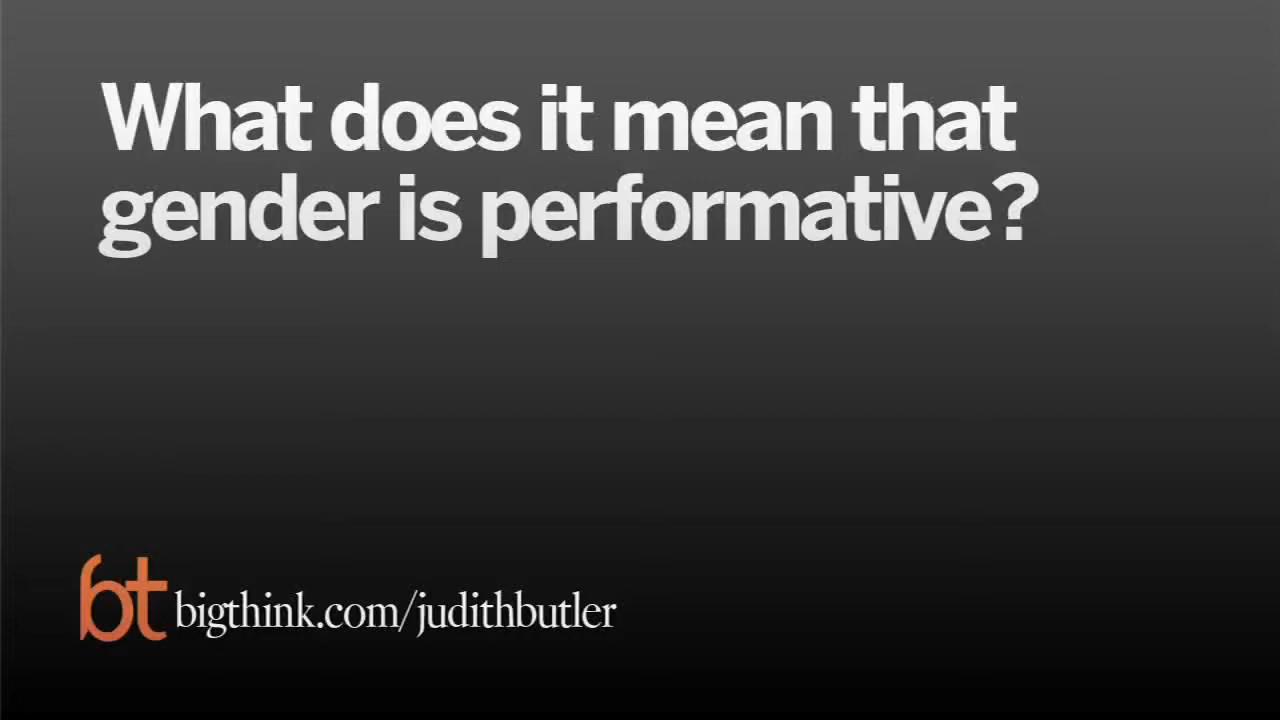 What does it mean that
gender is performative?
bt bigthink.com/judithbutler